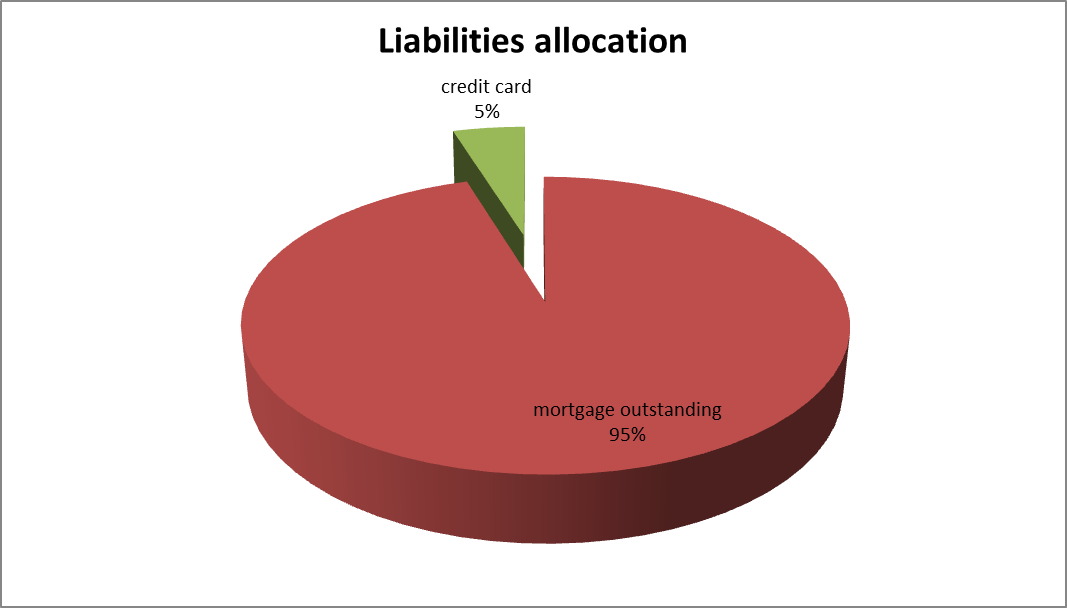 Liabilities allocation
credit card
5%
mortgage outstanding
95%